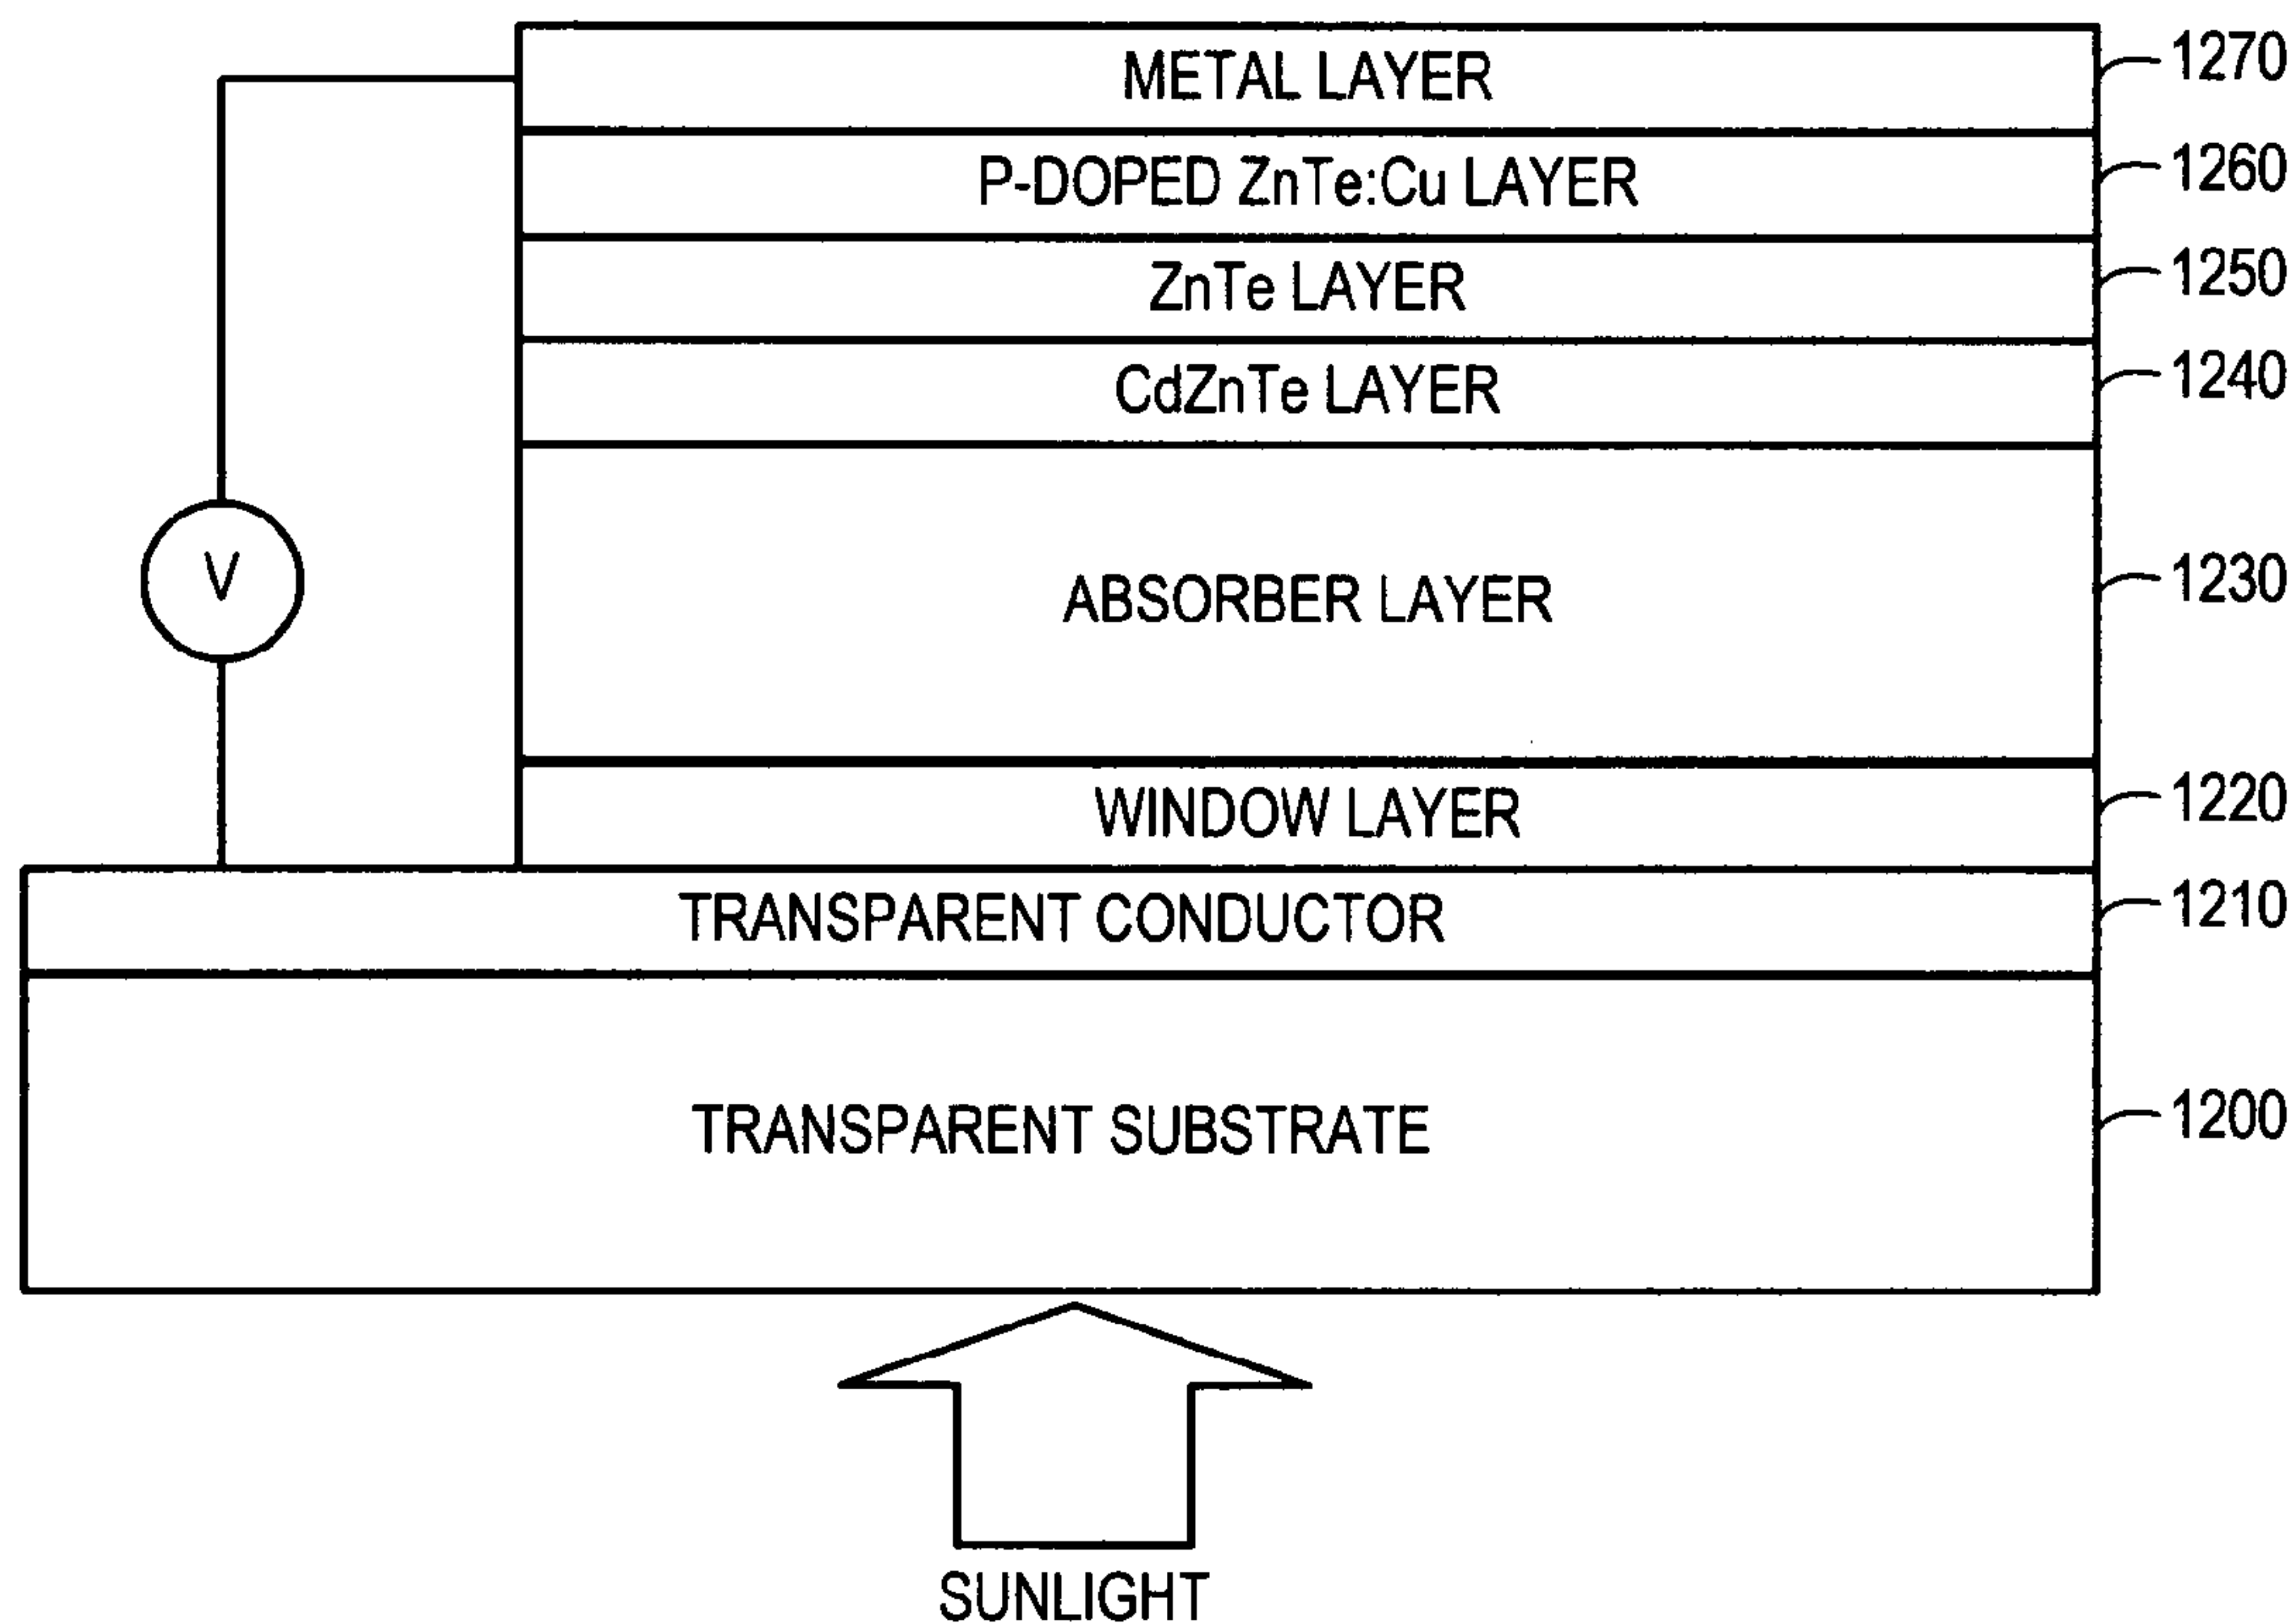 METAL LAYER 1270
P-DOPED ZnTe:Cu LAYER 1260
ZnTe LAYER 1250
CdZnTe LAYER 1240
V
ABSORBER LAYER 1230
WINDOW LAYER 1220
TRANSPARENT CONDUCTOR 1210
TRANSPARENT SUBSTRATE 1200
SUNLIGHT